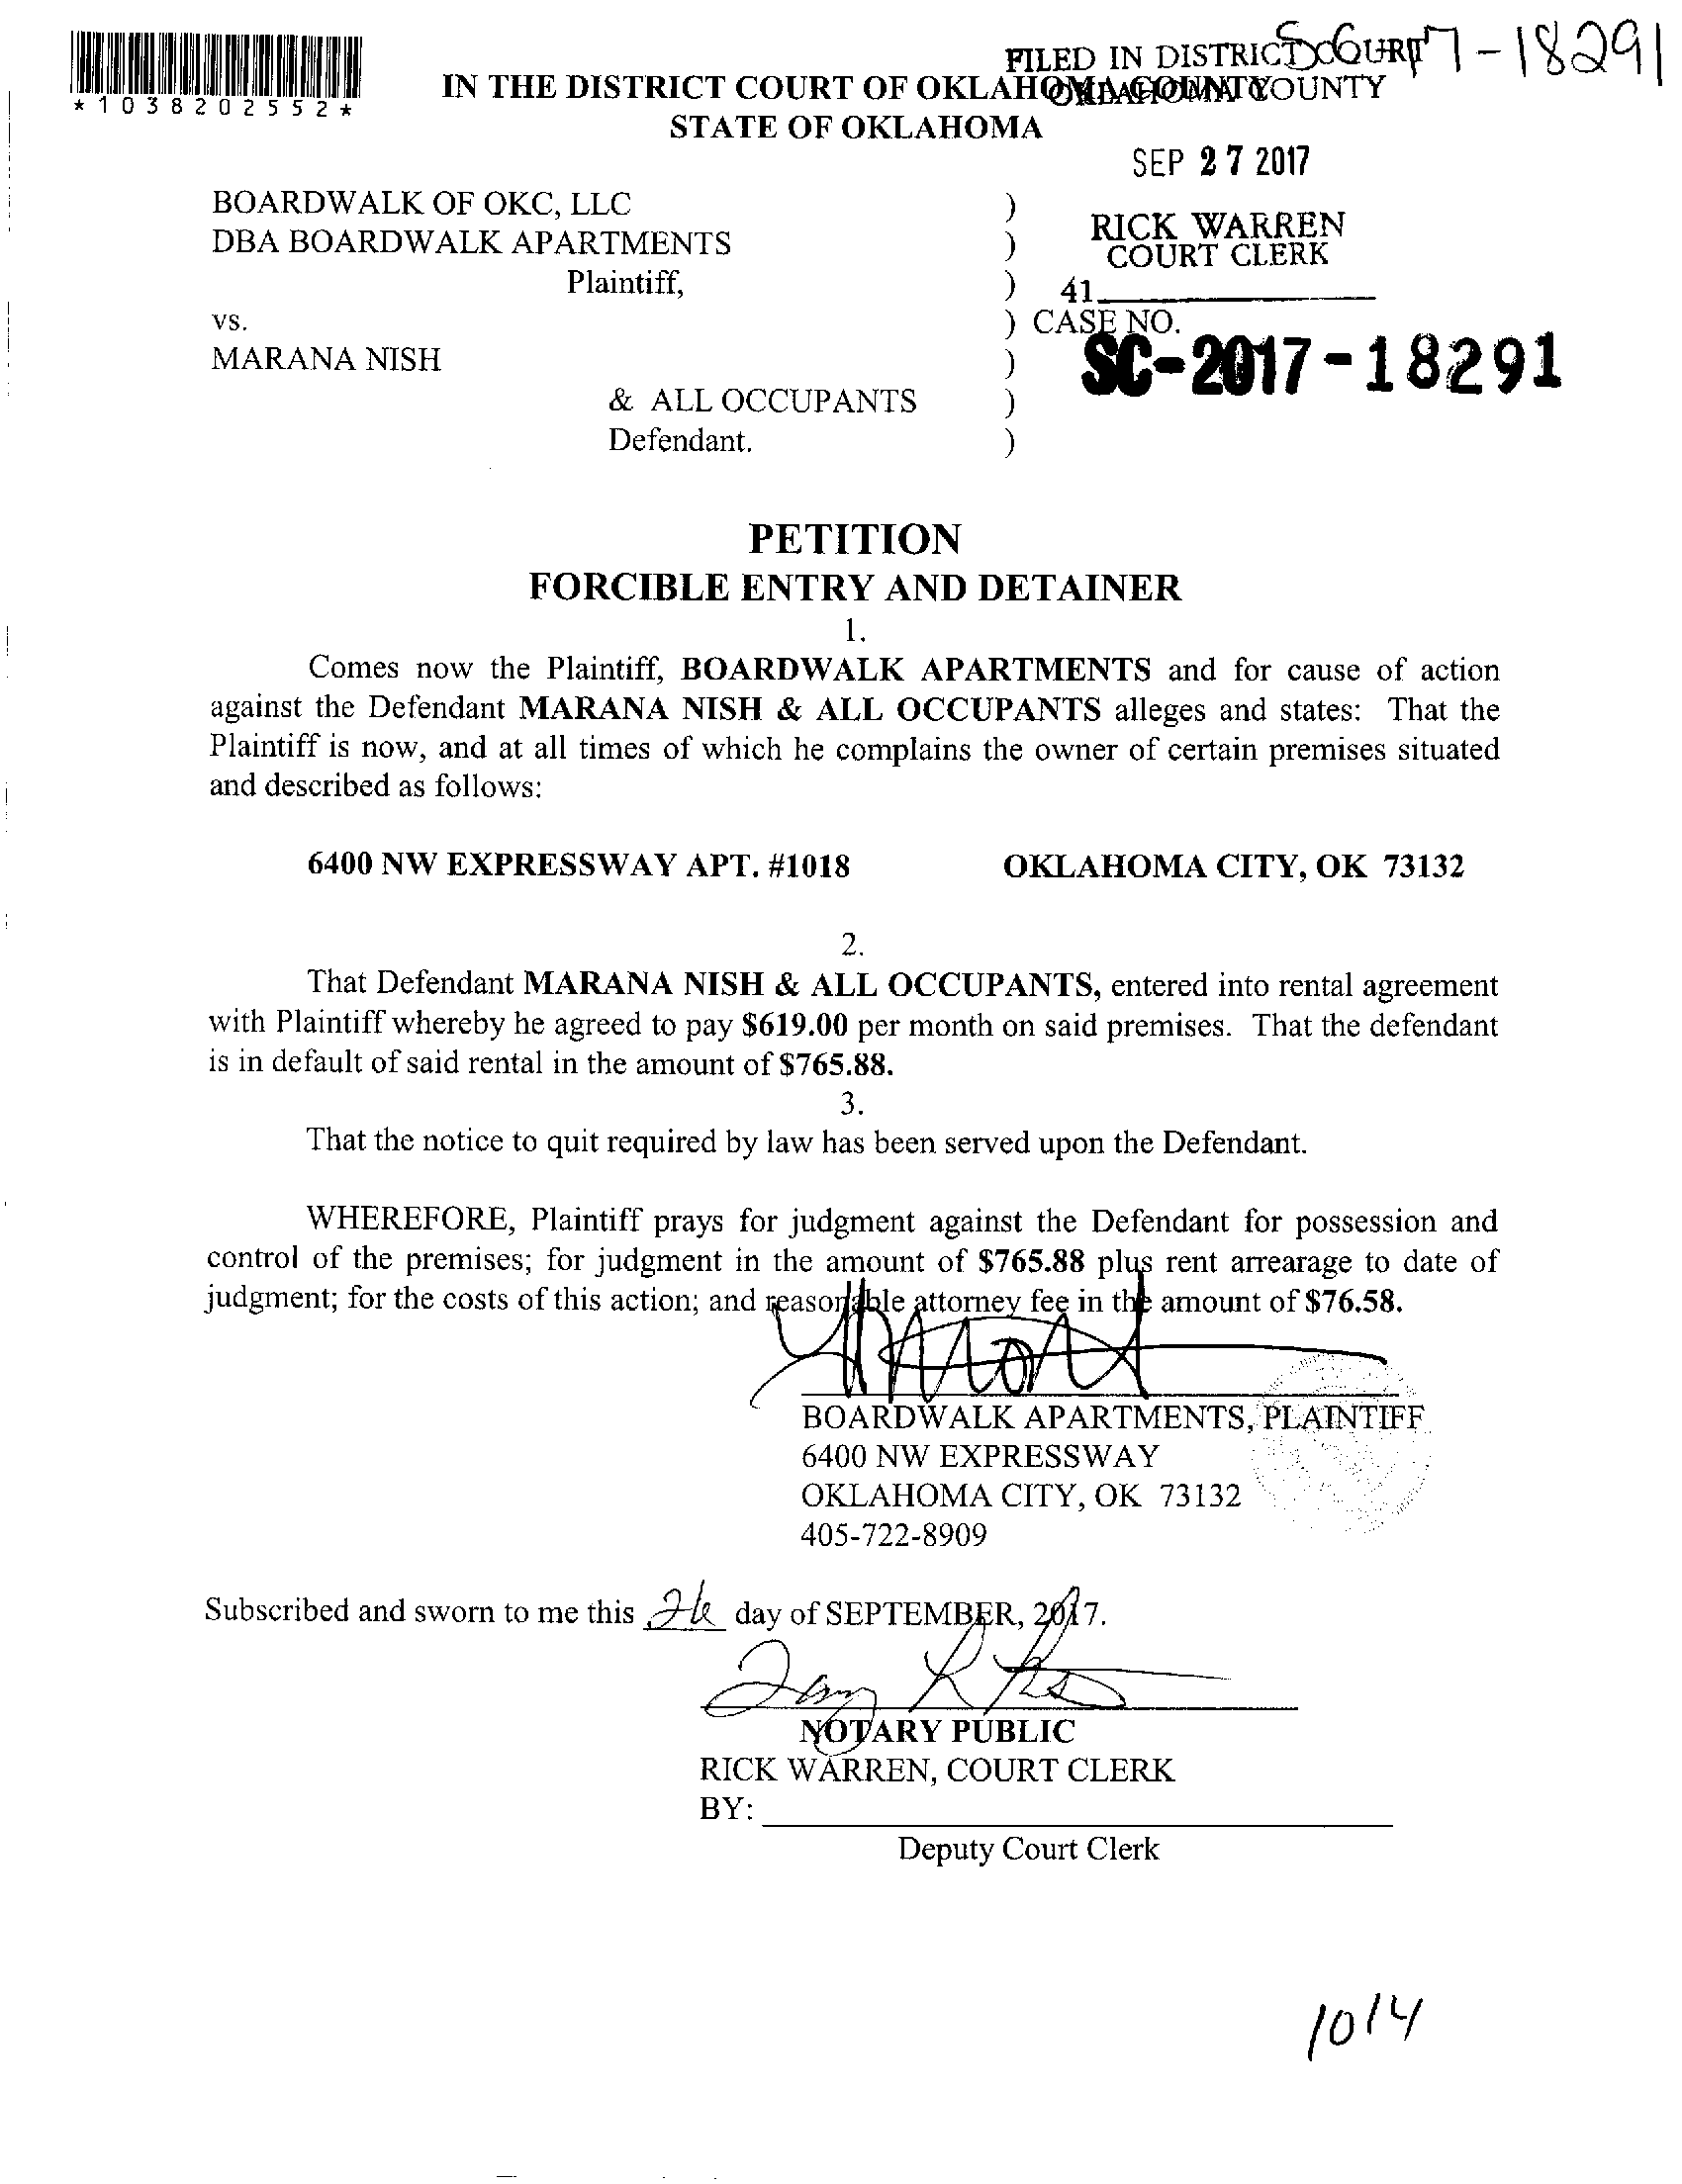 *1038202552*
SC17-18291
FILED IN DISTRICT COURT
OKLAHOMA COUNTY
IN THE DISTRICT COURT OF OKLAHOMA COUNTY
STATE OF OKLAHOMA
SEP 27 2017
RICK WARREN
COURT CLERK
41
BOARDWALK OF OKC, LLC )
DBA BOARDWALK APARTMENTS )
Plaintiff, )
vs. ) CASE NO.
SC-2017-18291
MARANA NISH )
& ALL OCCUPANTS )
Defendant. )
PETITION
FORCIBLE ENTRY AND DETAINER
1.
Comes now the Plaintiff, BOARDWALK APARTMENTS and for cause of action
against the Defendant MARANA NISH & ALL OCCUPANTS alleges and states: That the
Plaintiff is now, and at all times of which he complains the owner of certain premises situated
and described as follows:
6400 NW EXPRESSWAY APT. #1018 OKLAHOMA CITY, OK 73132
2.
That Defendant MARANA NISH & ALL OCCUPANTS, entered into rental agreement
with Plaintiff whereby he agreed to pay $619.00 per month on said premises. That the defendant
is in default of said rental in the amount of $765.88.
3.
That the notice to quit required by law has been served upon the Defendant.
WHEREFORE, Plaintiff prays for judgment against the Defendant for possession and
control of the premises; for judgment in the amount of $765.88 plus rent arrearage to date of
judgment; for the costs of this action; and reasonable attorney fee in the amount of $76.58.
BOARDWALK APARTMENTS, PLAINTIFF
6400 NW EXPRESSWAY
OKLAHOMA CITY, OK 73132
405-722-8909
Subscribed and sworn to me this day of SEPTEMBER, 2017.
NOTARY PUBLIC
RICK WARREN, COURT CLERK
BY:
Deputy Court Clerk
1014